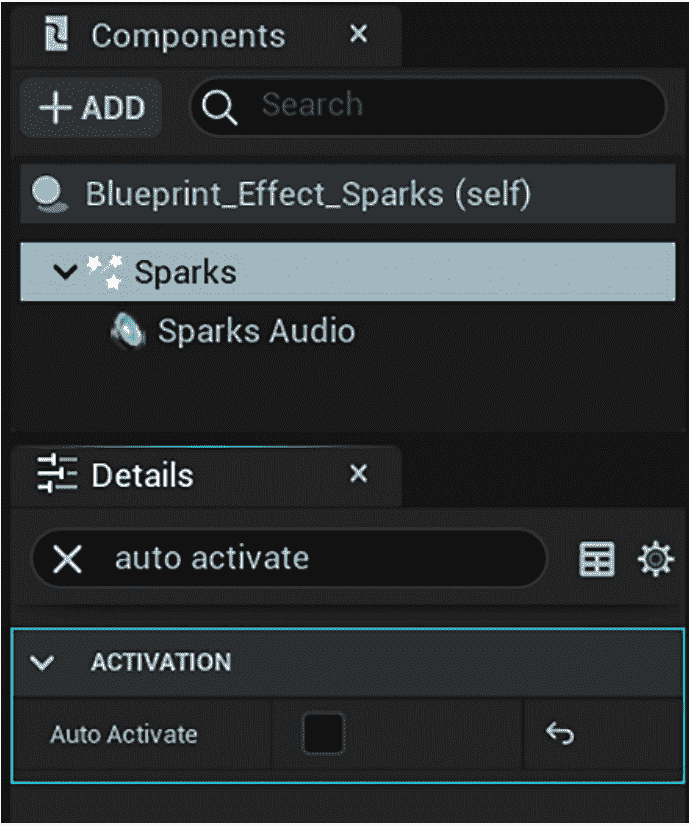 Components
ADD
Search
Blueprint_Effect_Sparks (self)
Sparks
Sparks Audio
Details
auto activate
ACTIVATION
Auto Activate